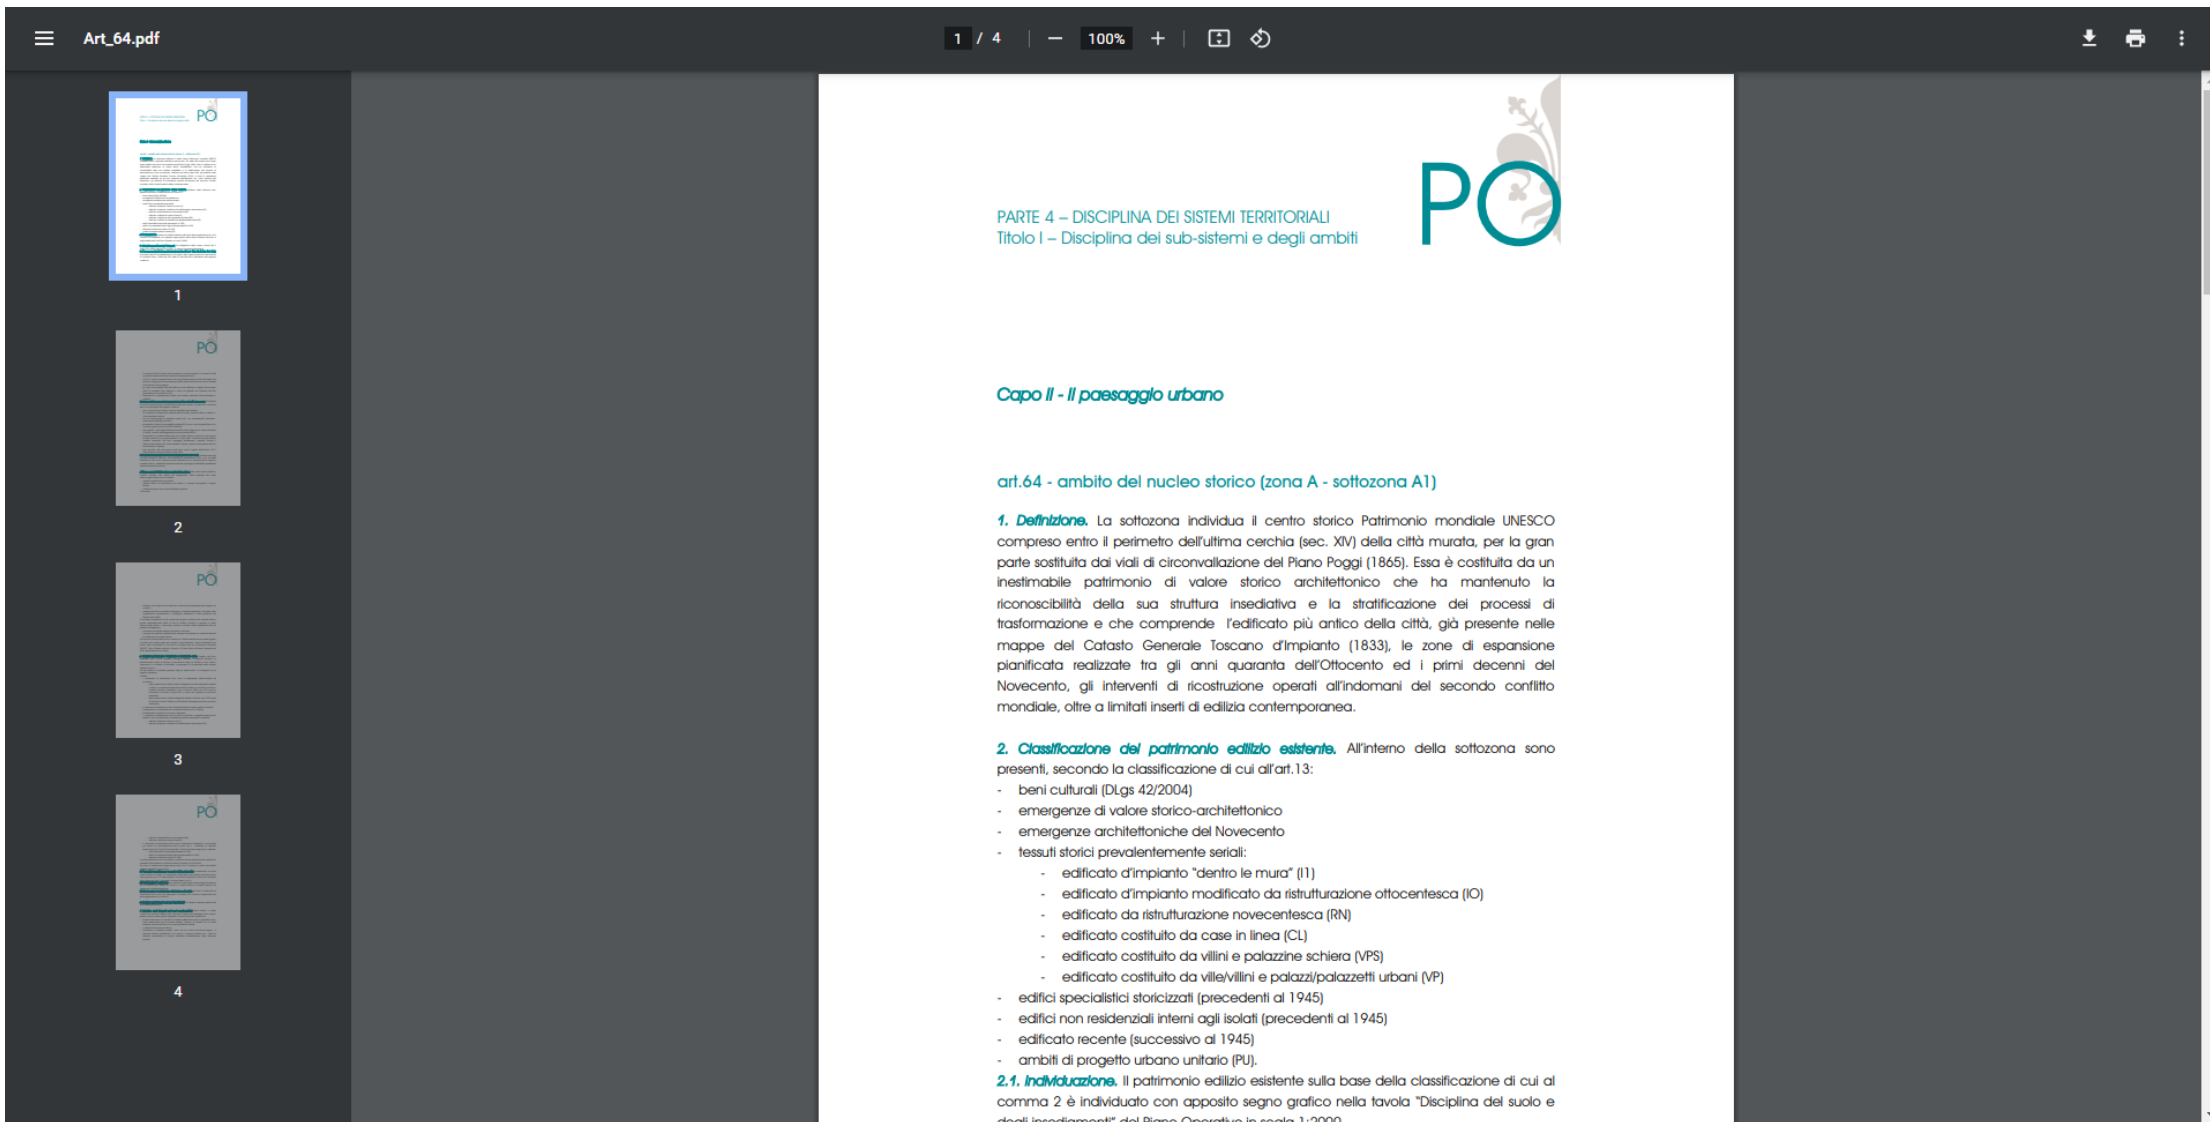 Art_64.pdf
1 / 4
100%
1
2
3
4
PO
PARTE 4 – DISCIPLINA DEI SISTEMI TERRITORIALI
Titolo I – Disciplina dei sub-sistemi e degli ambiti
Capo II - Il paesaggio urbano
art.64 - ambito del nucleo storico (zona A - sottozona A1)
1. Definizione. La sottozona individua il centro storico Patrimonio mondiale UNESCO
compreso entro il perimetro dell'ultima cerchia (sec. XIV) della città murata, per la gran
parte sostituita dai viali di circonvallazione del Piano Poggi (1865). Essa è costituita da un
inestimabile patrimonio di valore storico architettonico che ha mantenuto la
riconoscibilità della sua struttura insediativa e la stratificazione dei processi di
trasformazione e che comprende l'edificato più antico della città, già presente nelle
mappe del Catasto Generale Toscano d'Impianto (1833), le zone di espansione
pianificata realizzate tra gli anni quaranta dell'Ottocento ed i primi decenni del
Novecento, gli interventi di ricostruzione operati all'indomani del secondo conflitto
mondiale, oltre a limitati inserti di edilizia contemporanea.
2. Classificazione del patrimonio edilizio esistente. All'interno della sottozona sono
presenti, secondo la classificazione di cui all'art.13:
- beni culturali (DLgs 42/2004)
- emergenze di valore storico-architettonico
- emergenze architettoniche del Novecento
- tessuti storici prevalentemente seriali:
- edificato d'impianto "dentro le mura" (I1)
- edificato d'impianto modificato da ristrutturazione ottocentesca (IO)
- edificato da ristrutturazione novecentesca (RN)
- edificato costituito da case in linea (CL)
- edificato costituito da villini e palazzine schiera (VPS)
- edificato costituito da ville/villini e palazzi/palazzetti urbani (VP)
- edifici specialistici storicizzati (precedenti al 1945)
- edifici non residenziali interni agli isolati (precedenti al 1945)
- edificato recente (successivo al 1945)
- ambiti di progetto urbano unitario (PU).
2.1. Individuazione. Il patrimonio edilizio esistente sulla base della classificazione di cui al
comma 2 è individuato con apposito segno grafico nella tavola "Disciplina del suolo e
degli insediamenti" del Piano Operativo in scala 1:2000.